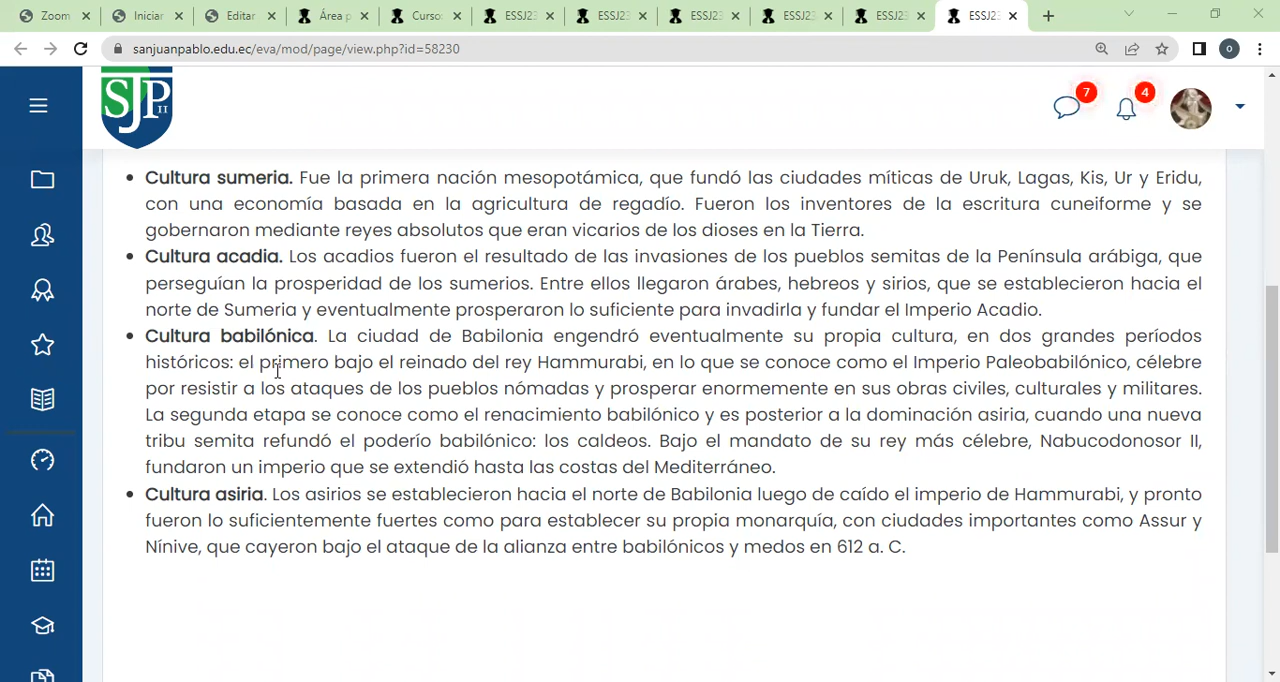 Zoom
Iniciar
Editar
Área p
Curso
ESSJ23
ESSJ23
ESSJ23
ESSJ23
ESSJ23
ESSJ23
sanjuanpablo.edu.ec/eva/mod/page/view.php?id=58230
O
SJP II
7
4
Cultura sumeria. Fue la primera nación mesopotámica, que fundó las ciudades míticas de Uruk, Lagas, Kis, Ur y Eridu,
con una economía basada en la agricultura de regadío. Fueron los inventores de la escritura cuneiforme y se
gobernaron mediante reyes absolutos que eran vicarios de los dioses en la Tierra.
Cultura acadia. Los acadios fueron el resultado de las invasiones de los pueblos semitas de la Península arábiga, que
perseguían la prosperidad de los sumerios. Entre ellos llegaron árabes, hebreos y sirios, que se establecieron hacia el
norte de Sumeria y eventualmente prosperaron lo suficiente para invadirla y fundar el Imperio Acadio.
Cultura babilónica. La ciudad de Babilonia engendró eventualmente su propia cultura, en dos grandes períodos
históricos: el primero bajo el reinado del rey Hammurabi, en lo que se conoce como el Imperio Paleobabilónico, célebre
por resistir a los ataques de los pueblos nómadas y prosperar enormemente en sus obras civiles, culturales y militares.
La segunda etapa se conoce como el renacimiento babilónico y es posterior a la dominación asiria, cuando una nueva
tribu semita refundó el poderío babilónico: los caldeos. Bajo el mandato de su rey más célebre, Nabucodonosor II,
fundaron un imperio que se extendió hasta las costas del Mediterráneo.
Cultura asiria. Los asirios se establecieron hacia el norte de Babilonia luego de caído el imperio de Hammurabi, y pronto
fueron lo suficientemente fuertes como para establecer su propia monarquía, con ciudades importantes como Assur y
Nínive, que cayeron bajo el ataque de la alianza entre babilónicos y medos en 612 a. C.